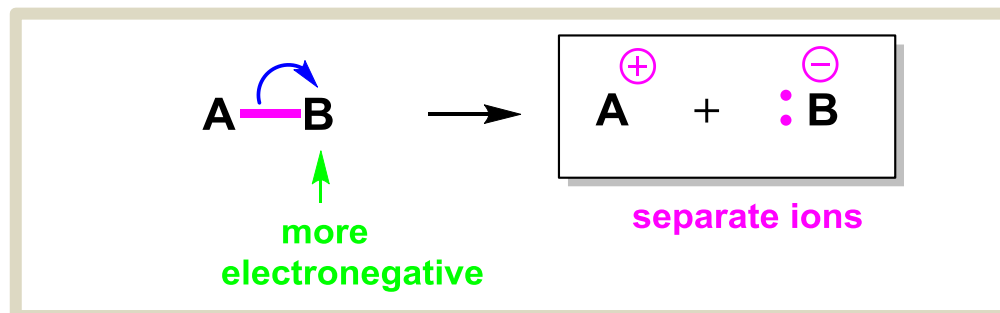 A B A ⊕ + : B ⊖
more
electronegative
separate ions